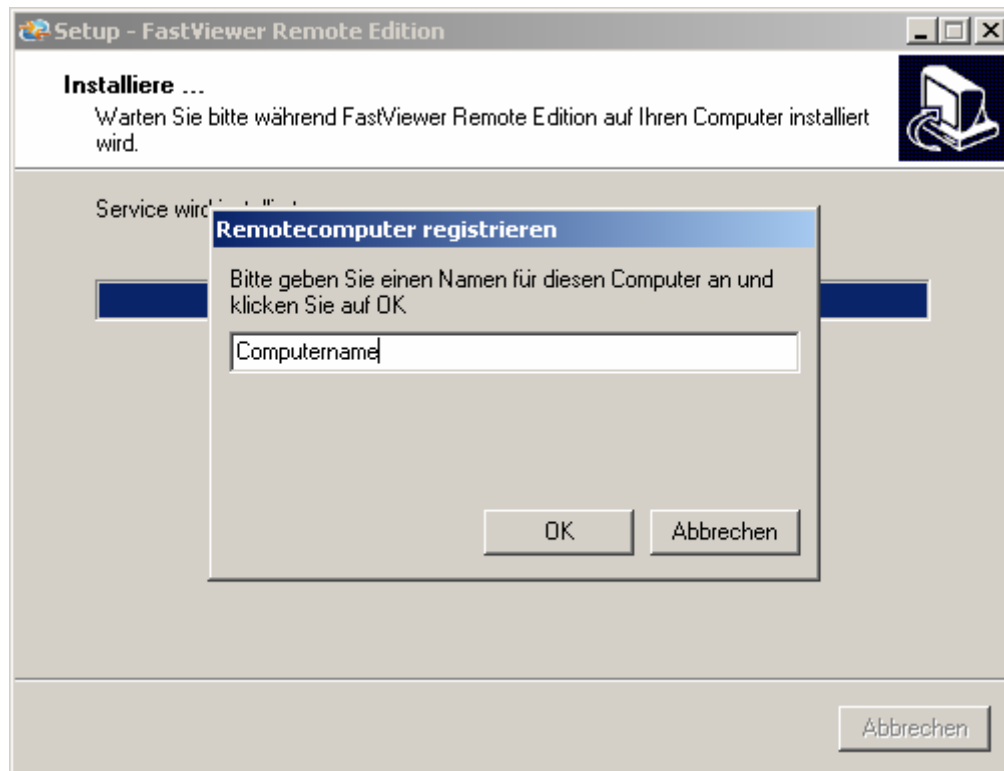 Setup - FastViewer Remote Edition
Installiere ...
Warten Sie bitte während FastViewer Remote Edition auf Ihren Computer installiert
wird.
Service wird
Remotecomputer registrieren
Bitte geben Sie einen Namen für diesen Computer an und
klicken Sie auf OK
Computername
OK
Abbrechen
Abbrechen